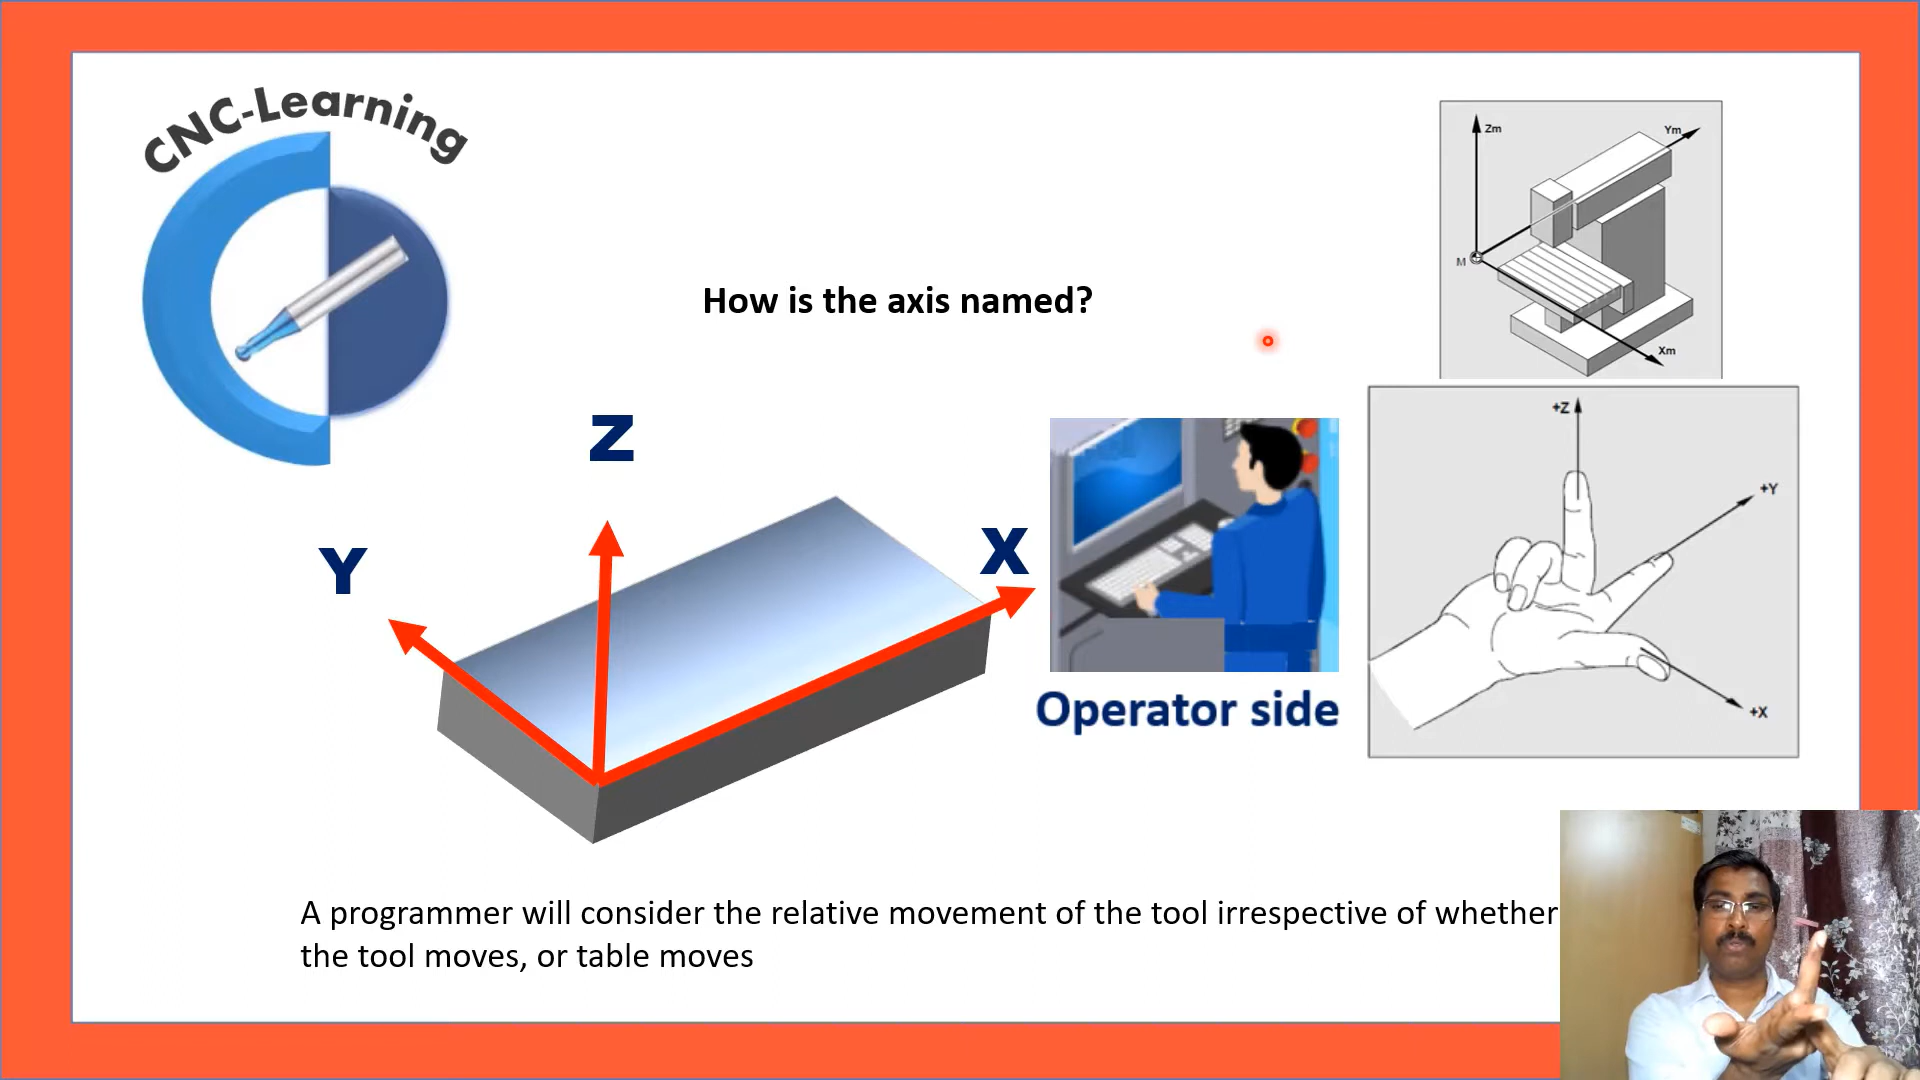 CNC-Learning
Zm
Ym
M
Xm
How is the axis named?
Z
Y
X
+Z
+Y
+X
Operator side
A programmer will consider the relative movement of the tool irrespective of whether
the tool moves, or table moves